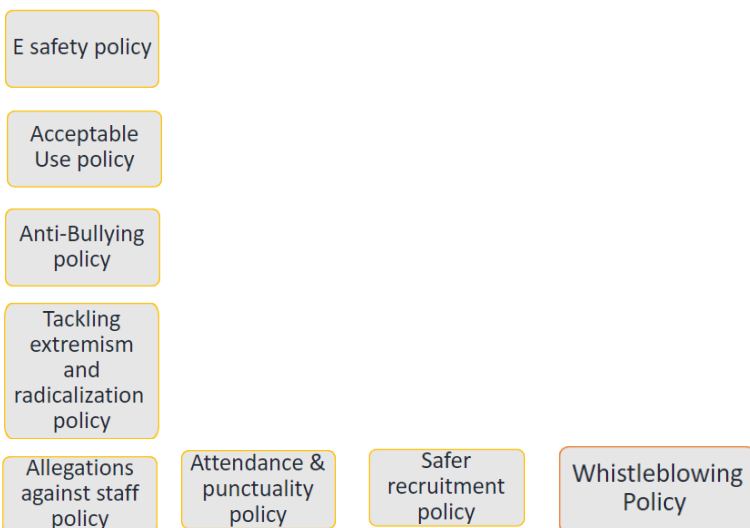 E safety policy
Acceptable
Use policy
Anti-Bullying
policy
Tackling
extremism
and
radicalization
policy
Allegations
against staff
policy
Attendance &
punctuality
policy
Safer
recruitment
policy
Whistleblowing
Policy